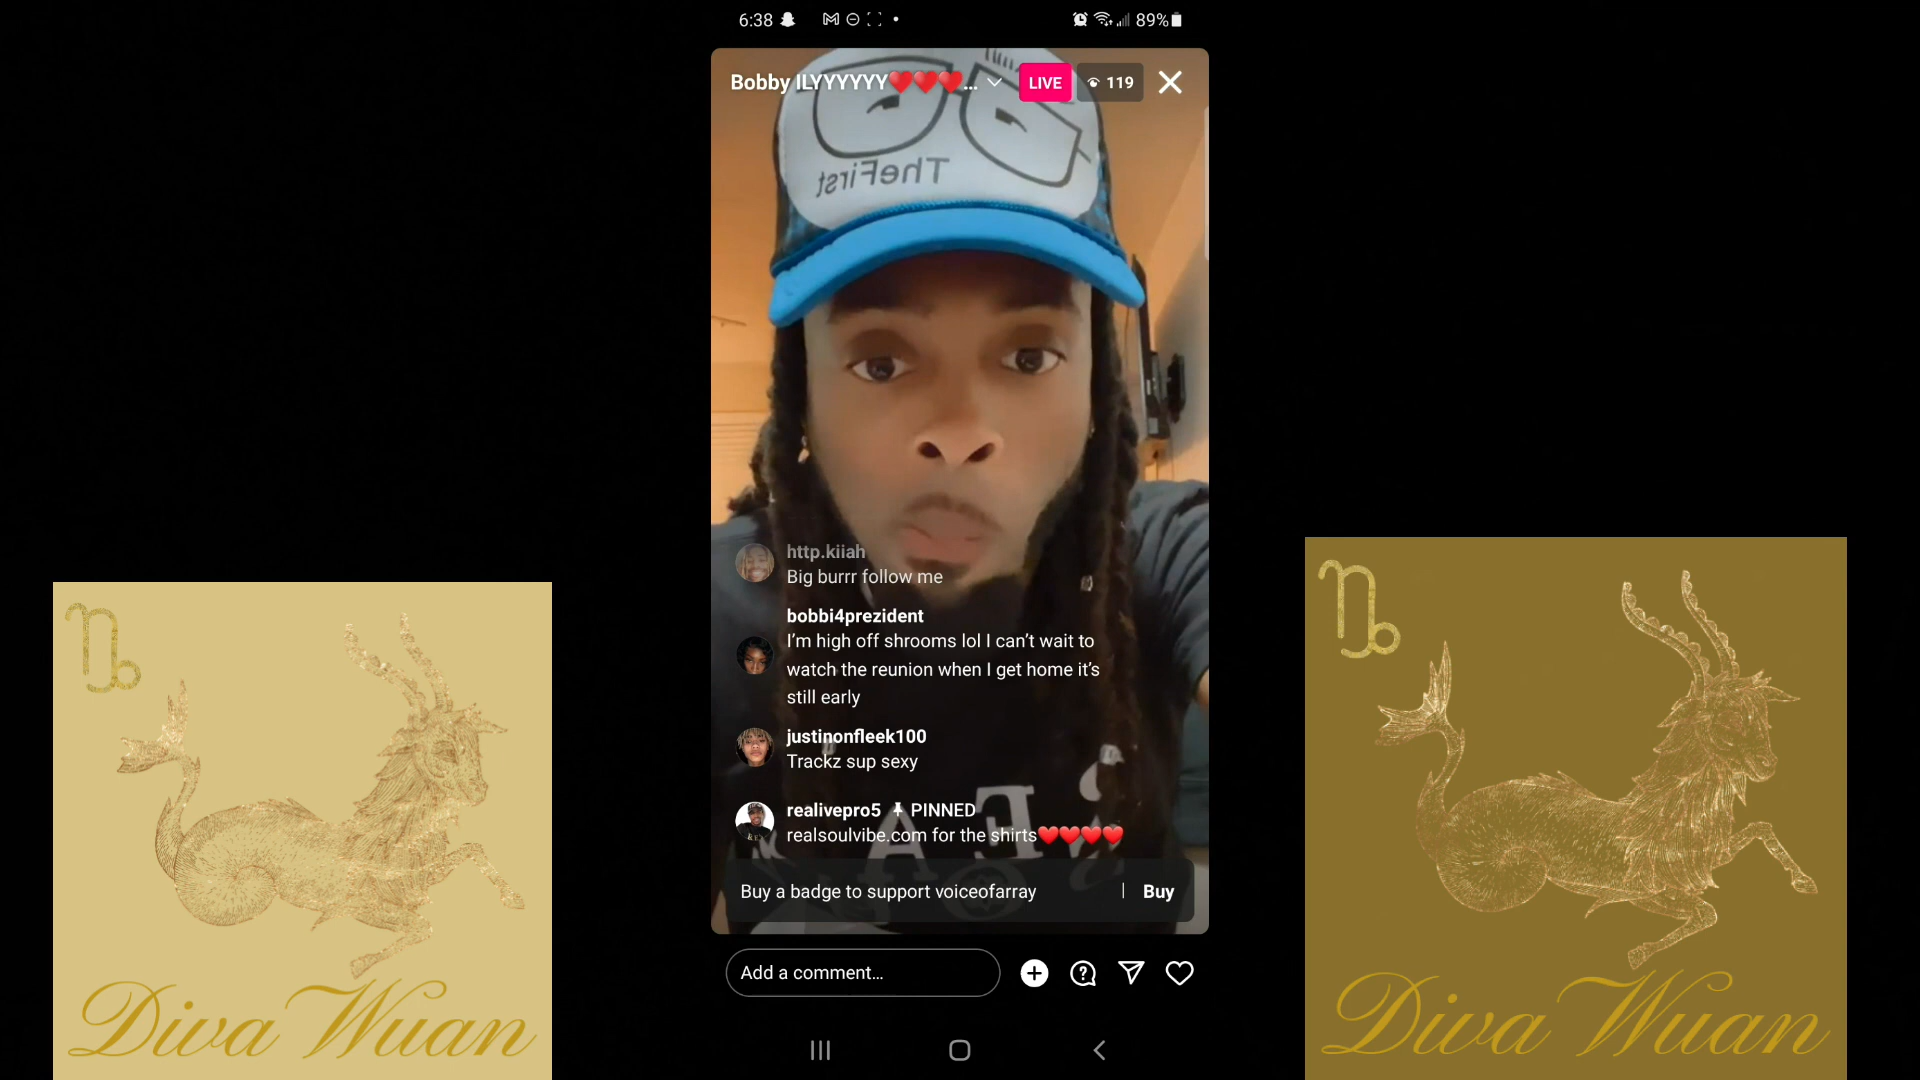 6:38
89%
Bobby ILYYYYYY❤️❤️❤️...
LIVE
119
TheFirst
http.kiiah
Big burrr follow me
bobbi4prezident
I'm high off shrooms lol I can't wait to
watch the reunion when I get home it's
still early
justinonfleek100
Trackz sup sexy
realivepro5 PINNED
realsoulvibe.com for the shirts❤️❤️❤️❤️
Buy a badge to support voiceofarray | Buy
Add a comment...
Diva Wuan
Diva Wuan